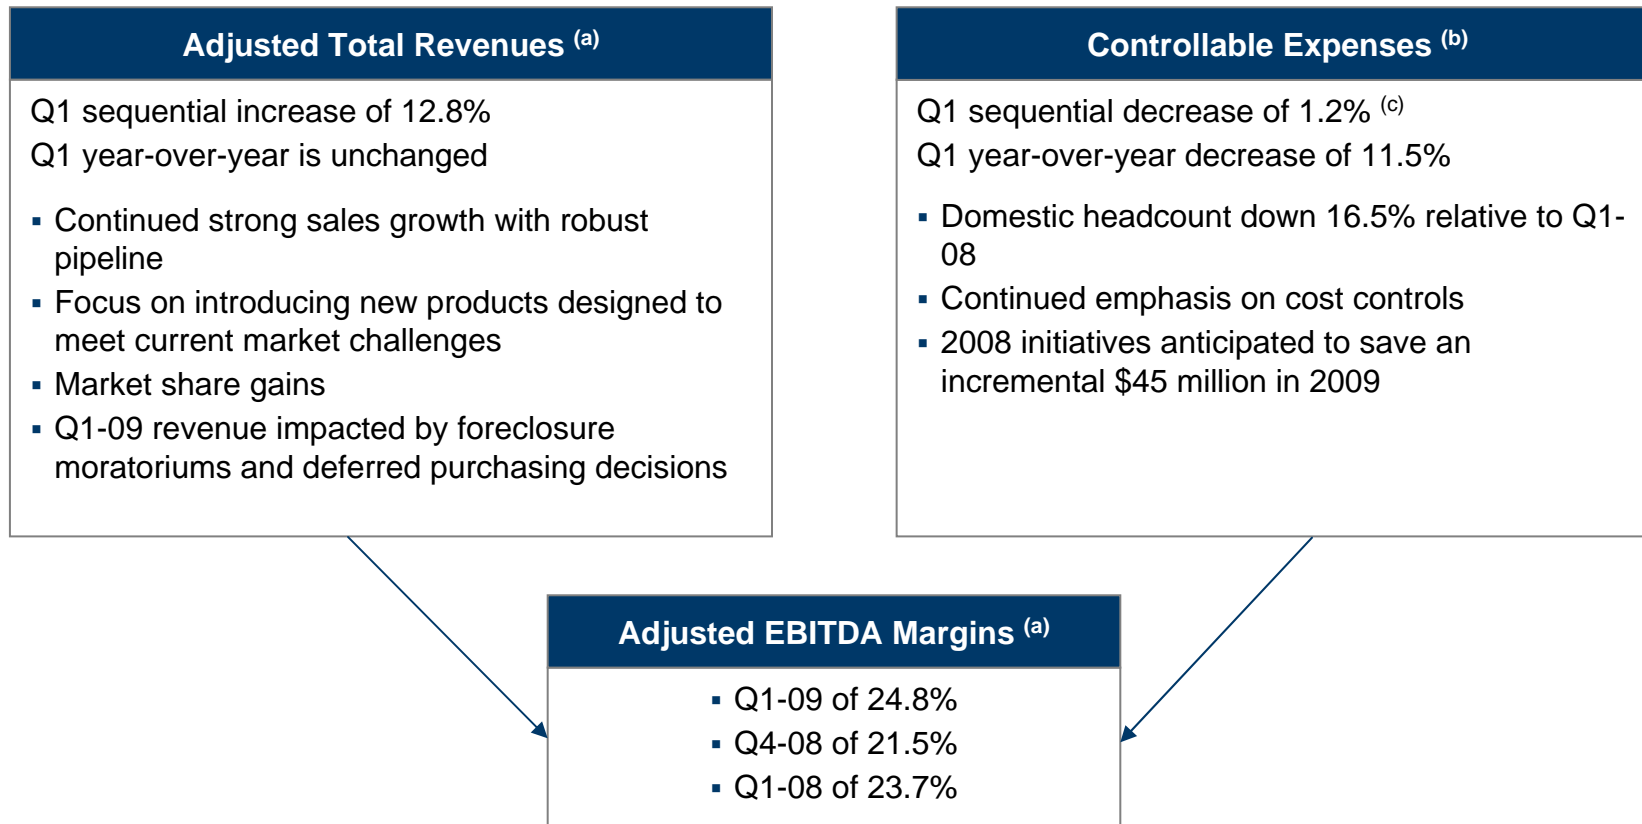 Adjusted Total Revenues (a)
Q1 sequential increase of 12.8%
Q1 year-over-year is unchanged
▪ Continued strong sales growth with robust
pipeline
▪ Focus on introducing new products designed to
meet current market challenges
▪ Market share gains
▪ Q1-09 revenue impacted by foreclosure
moratoriums and deferred purchasing decisions
Controllable Expenses (b)
Q1 sequential decrease of 1.2% (c)
Q1 year-over-year decrease of 11.5%
▪ Domestic headcount down 16.5% relative to Q1-
08
▪ Continued emphasis on cost controls
▪ 2008 initiatives anticipated to save an
incremental $45 million in 2009
Adjusted EBITDA Margins (a)
▪ Q1-09 of 24.8%
▪ Q4-08 of 21.5%
▪ Q1-08 of 23.7%